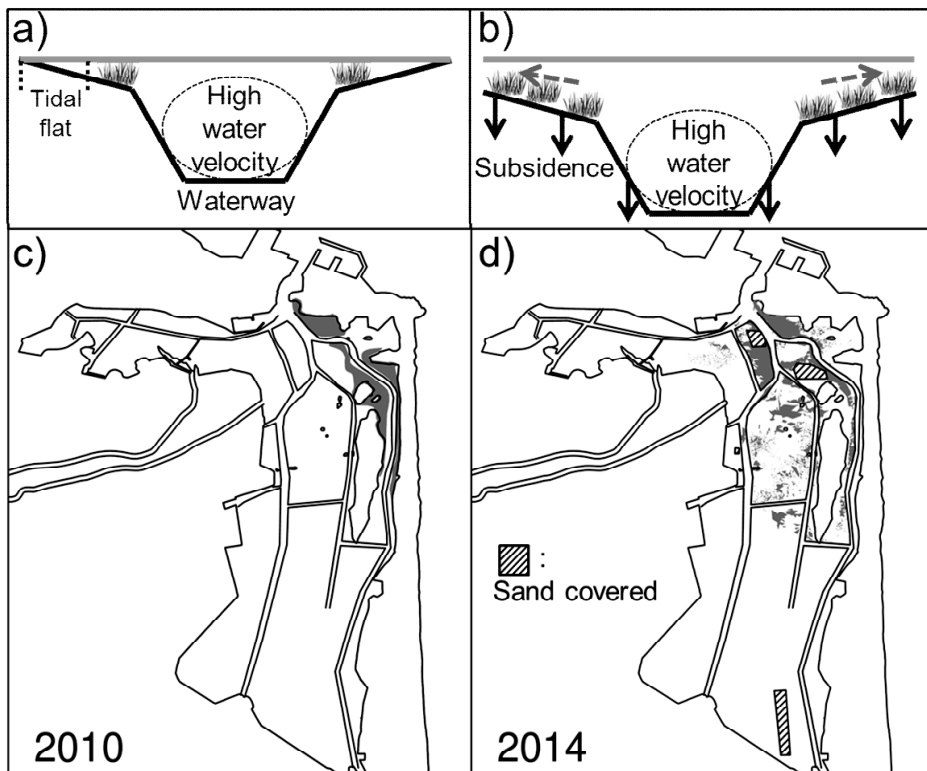 a)
Tidal
flat
High
water
velocity
Waterway
b)
Subsidence
High
water
velocity
c)
2010
d)
:
Sand covered
2014